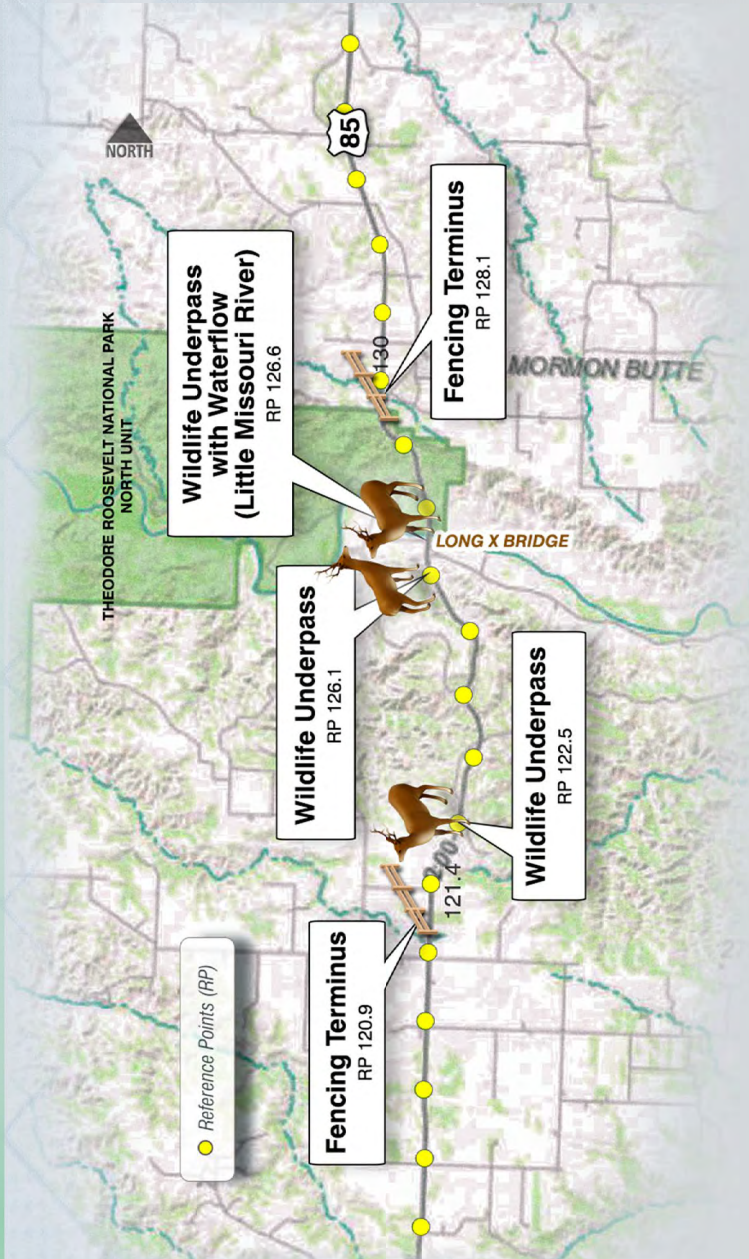 NORTH
85
THEODORE ROOSEVELT NATIONAL PARK
NORTH UNIT
Wildlife Underpass
with Waterflow
(Little Missouri River)
RP 126.6
Fencing Terminus
RP 128.1
130
MORMON BUTTE
LONG X BRIDGE
Wildlife Underpass
RP 126.1
Wildlife Underpass
RP 122.5
121.4
Fencing Terminus
RP 120.9
Reference Points (RP)